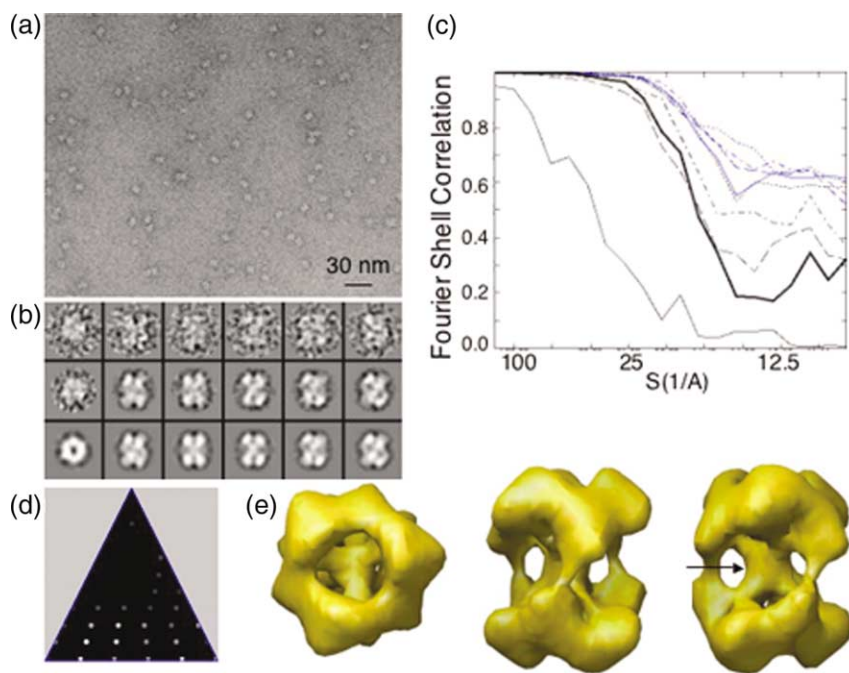 (a)
30 nm
(b)
(c)
Fourier Shell Correlation
0.8
0.6
0.4
0.2
0.0
100
25
12.5
S(1/A)
(d)
(e)